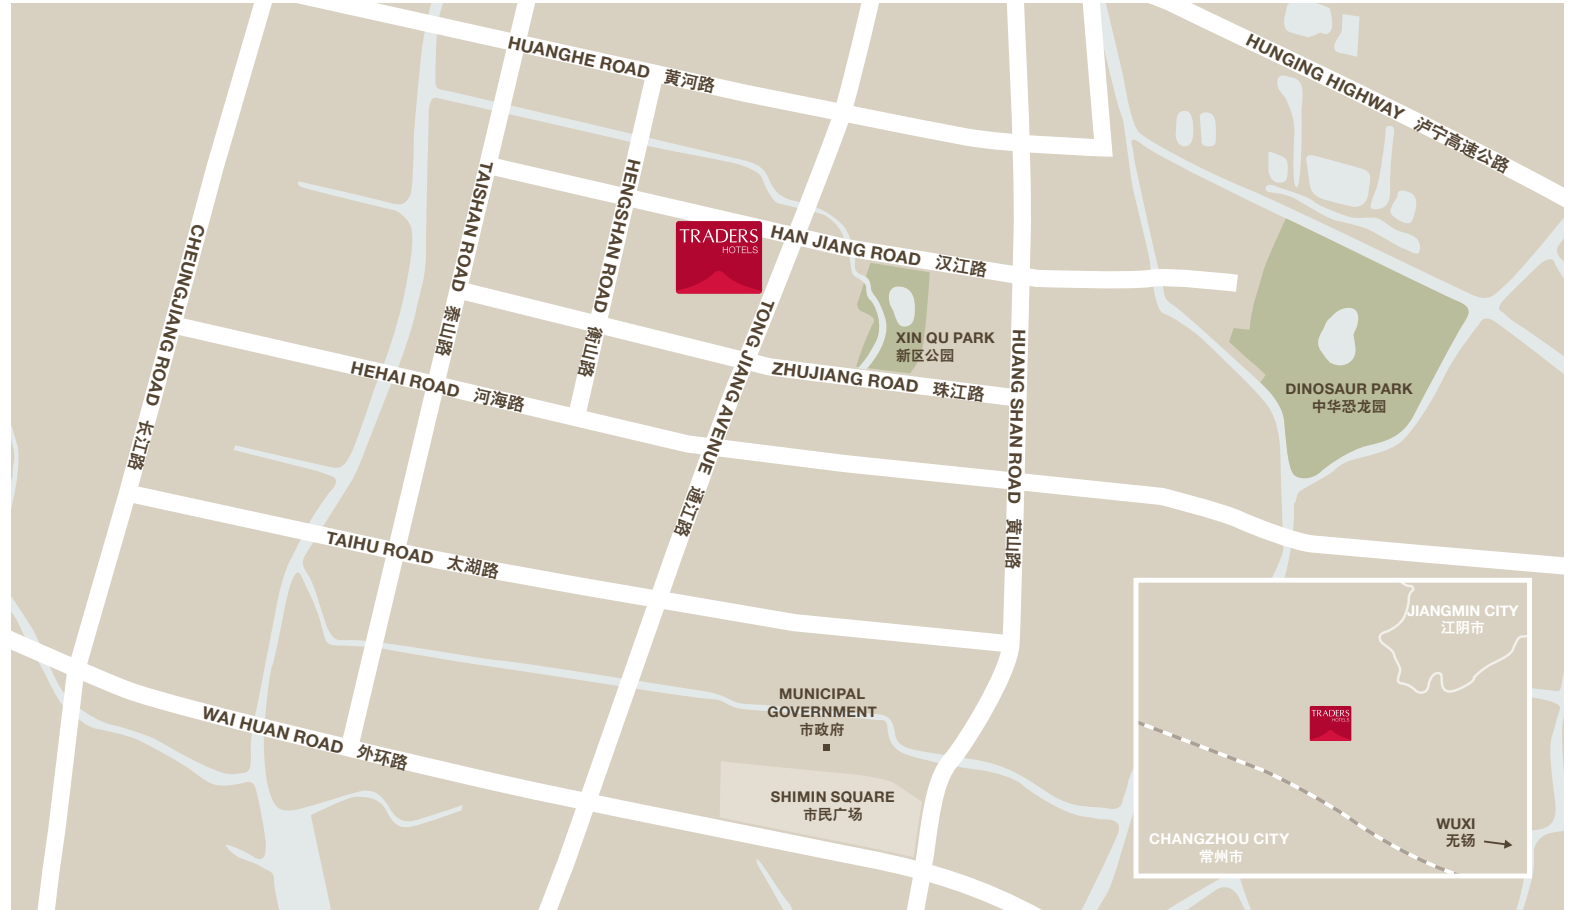 HUANGHE ROAD 黄河路
HUNGING HIGHWAY 泸宁高速公路
TAISHAN ROAD 泰山路
HENGSHAN ROAD 衡山路
CHEUNGJIANG ROAD 长江路
TRADERS
HOTELS
HAN JIANG ROAD 汉江路
TONG JIANG AVENUE 通江路
XIN QU PARK
新区公园
HUANG SHAN ROAD 黄山路
HEHAI ROAD 河海路
ZHUJIANG ROAD 珠江路
DINOSAUR PARK
中华恐龙园
TAIHU ROAD 太湖路
JIANGMIN CITY
江阴市
MUNICIPAL
GOVERNMENT
市政府
WAI HUAN ROAD 外环路
TRADERS
HOTELS
SHIMIN SQUARE
市民广场
WUXI
无锡
CHANGZHOU CITY
常州市